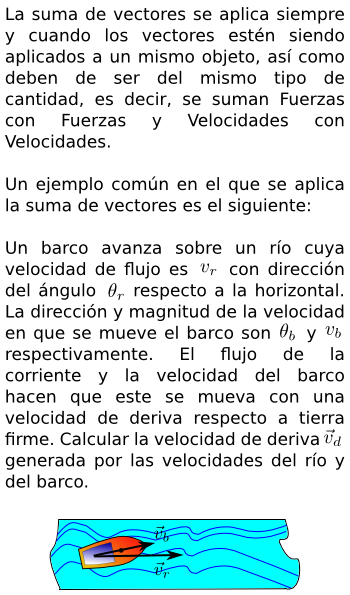 La suma de vectores se aplica siempre
y cuando los vectores estén siendo
aplicados a un mismo objeto, así como
deben de ser del mismo tipo de
cantidad, es decir, se suman Fuerzas
con Fuerzas y Velocidades con
Velocidades.
Un ejemplo común en el que se aplica
la suma de vectores es el siguiente:
Un barco avanza sobre un río cuya
velocidad de flujo es $v_r$ con dirección
del ángulo $\theta_r$ respecto a la horizontal.
La dirección y magnitud de la velocidad
en que se mueve el barco son $\theta_b$ y $v_b$
respectivamente. El flujo de la
corriente y la velocidad del barco
hacen que este se mueva con una
velocidad de deriva respecto a tierra
firme. Calcular la velocidad de deriva $\vec{v}_d$
generada por las velocidades del río y
del barco.
$\vec{v}_b$
$\vec{v}_r$